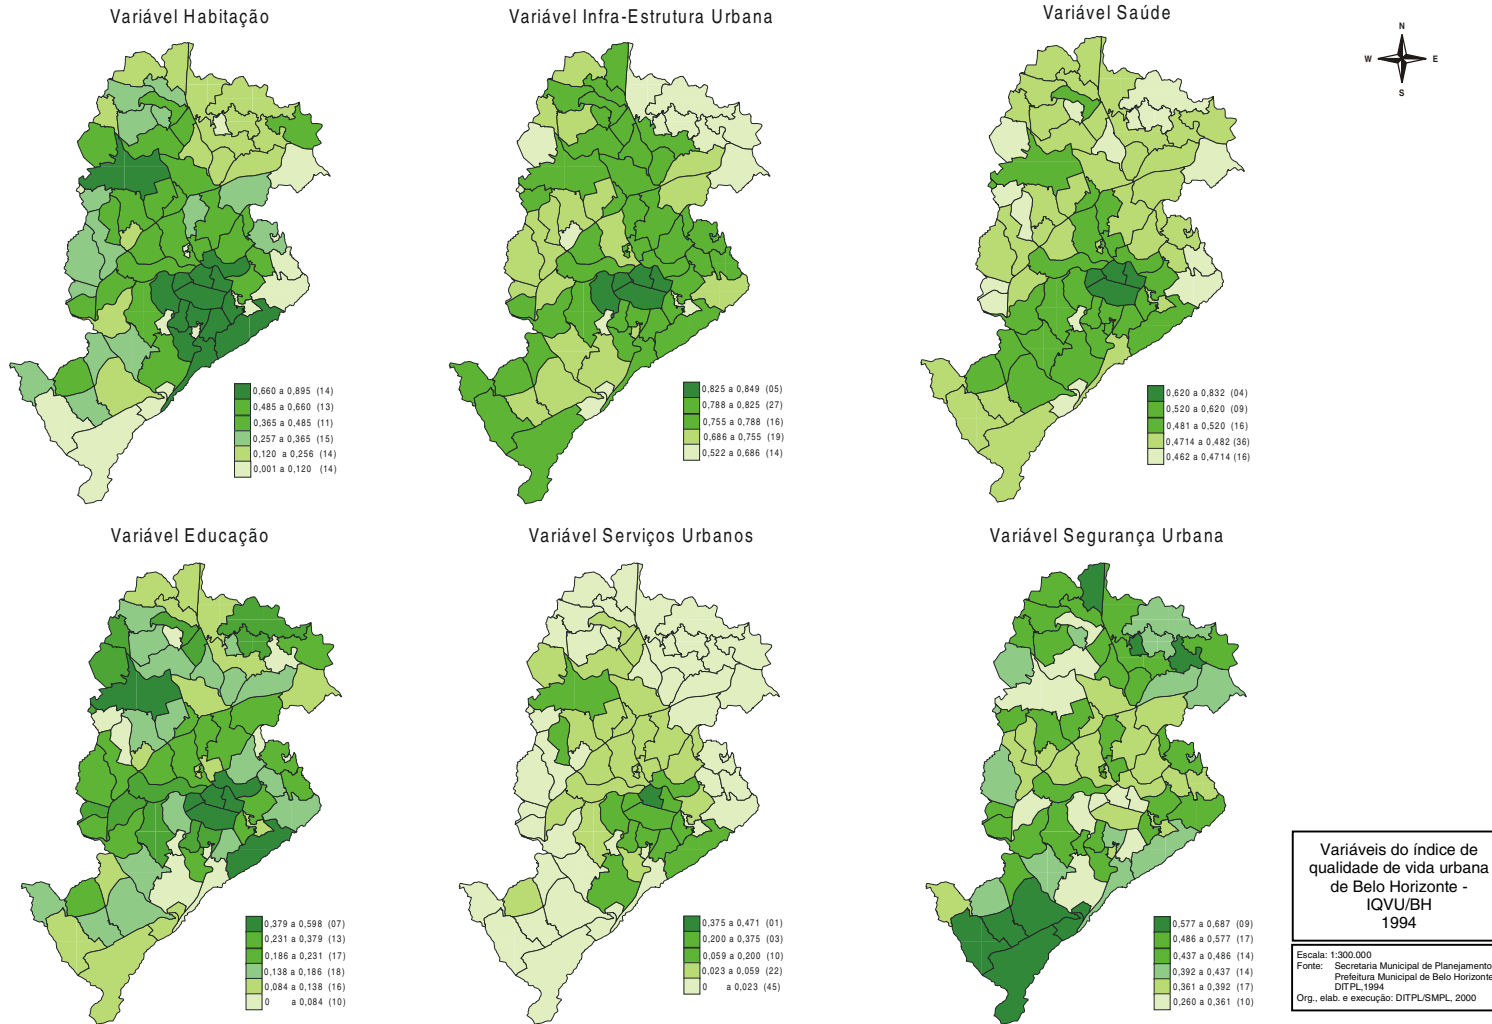 Variável Habitação
Variável Infra-Estrutura Urbana
Variável Saúde
N
W E
S
0,660 a 0,895 (14)
0,485 a 0,660 (13)
0,365 a 0,485 (11)
0,257 a 0,365 (15)
0,120 a 0,256 (14)
0,001 a 0,120 (14)
0,825 a 0,849 (05)
0,788 a 0,825 (27)
0,755 a 0,788 (16)
0,686 a 0,755 (19)
0,522 a 0,686 (14)
0,620 a 0,832 (04)
0,520 a 0,620 (09)
0,481 a 0,520 (16)
0,4714 a 0,482 (36)
0,462 a 0,4714 (16)
Variável Educação
Variável Serviços Urbanos
Variável Segurança Urbana
0,379 a 0,598 (07)
0,231 a 0,379 (13)
0,186 a 0,231 (17)
0,138 a 0,186 (18)
0,084 a 0,138 (16)
0 a 0,084 (10)
0,375 a 0,471 (01)
0,200 a 0,375 (03)
0,059 a 0,200 (10)
0,023 a 0,059 (22)
0 a 0,023 (45)
0,577 a 0,687 (09)
0,486 a 0,577 (17)
0,437 a 0,486 (14)
0,392 a 0,437 (14)
0,361 a 0,392 (17)
0,260 a 0,361 (10)
Variáveis do índice de
qualidade de vida urbana
de Belo Horizonte -
IQVU/BH
1994
Escala: 1:300.000
Fonte: Secretaria Municipal de Planejamento
Prefeitura Municipal de Belo Horizonte
DITPL,1994
Org., elab. e execução: DITPL/SMPL, 2000